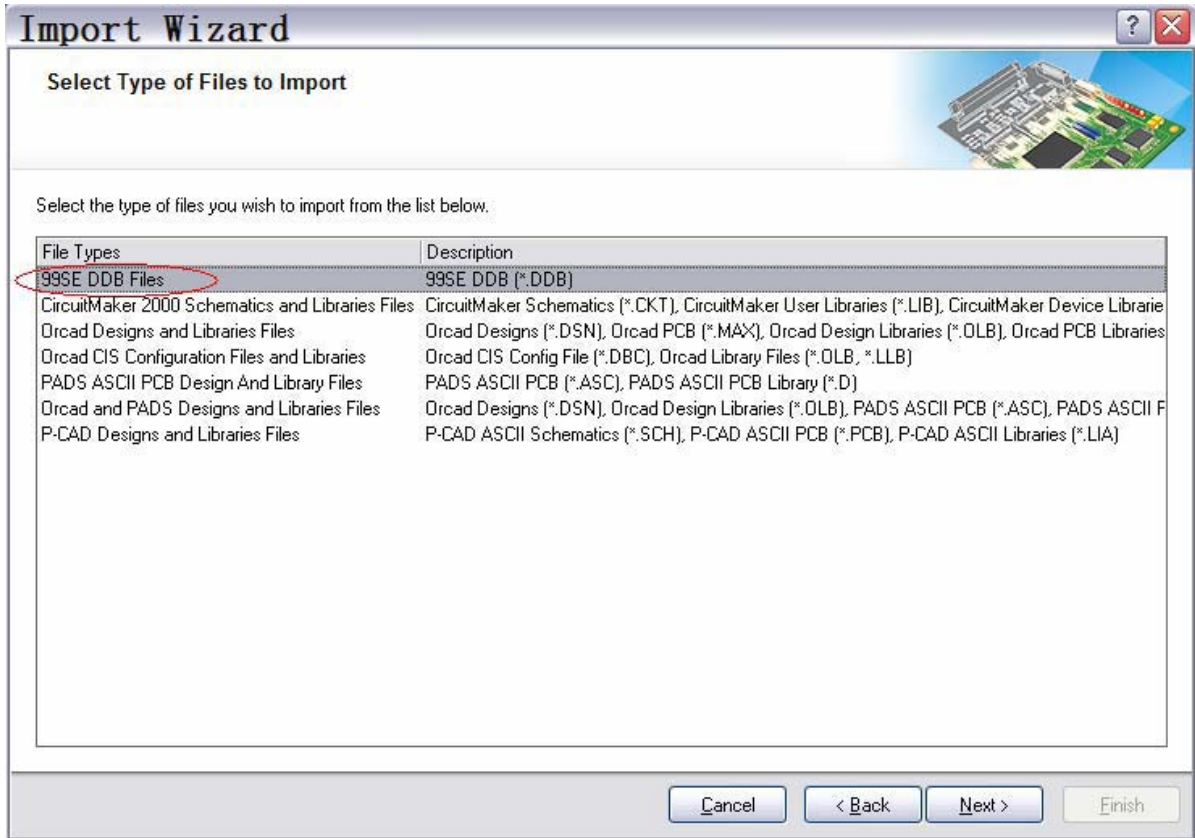 Import Wizard
Select Type of Files to Import
Select the type of files you wish to import from the list below.
File Types Description
99SE DDB Files 99SE DDB (*.DDB)
CircuitMaker 2000 Schematics and Libraries Files CircuitMaker Schematics (*.CKT), CircuitMaker User Libraries (*.LIB), CircuitMaker Device Librarie
Orcad Designs and Libraries Files Orcad Designs (*.DSN), Orcad PCB (*.MAX), Orcad Design Libraries (*.OLB), Orcad PCB Libraries
Orcad CIS Configuration Files and Libraries Orcad CIS Config File (*.DBC), Orcad Library Files (*.OLB, *.LLB)
PADS ASCII PCB Design And Library Files PADS ASCII PCB (*.ASC), PADS ASCII PCB Library (*.D)
Orcad and PADS Designs and Libraries Files Orcad Designs (*.DSN), Orcad Design Libraries (*.OLB), PADS ASCII PCB (*.ASC), PADS ASCII F
P-CAD Designs and Libraries Files P-CAD ASCII Schematics (*.SCH), P-CAD ASCII PCB (*.PCB), P-CAD ASCII Libraries (*.LIA)
Cancel < Back Next > Finish